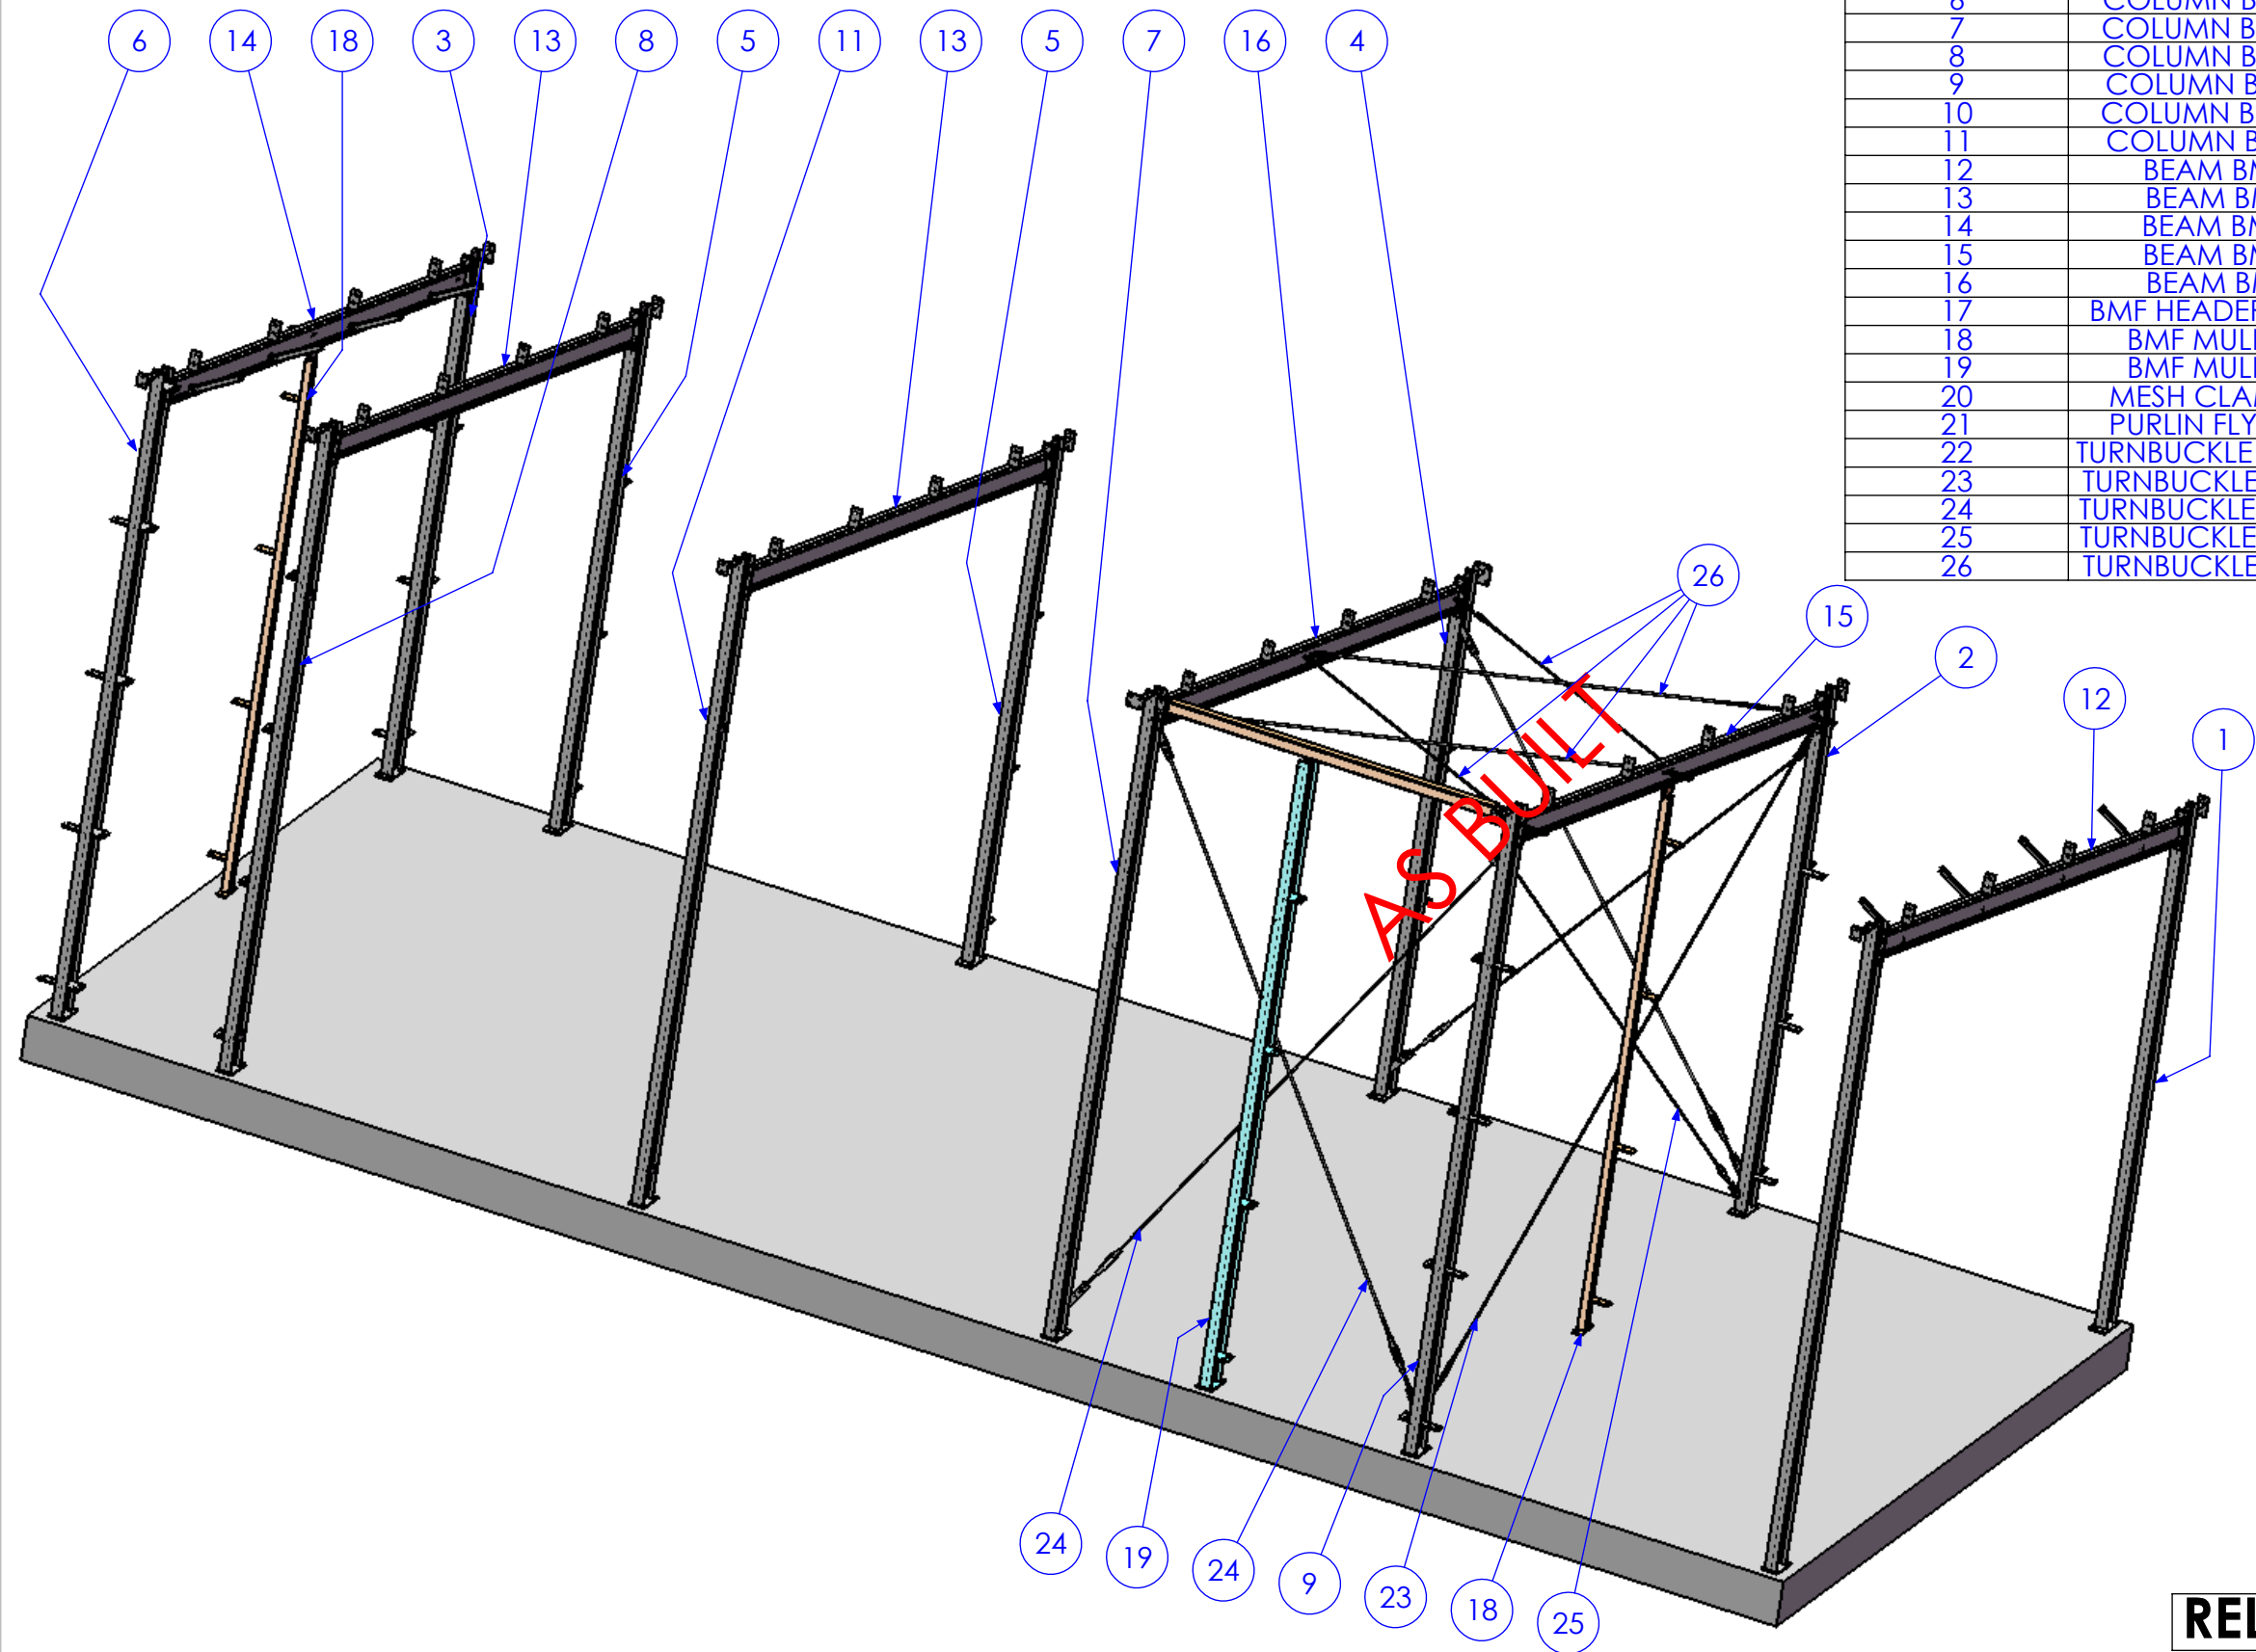 6 14 18 3 13 8 5 11 13 5 7 16 4
7 COLUMN B
8 COLUMN B
9 COLUMN B
10 COLUMN B
11 COLUMN B
12 BEAM BM
13 BEAM BM
14 BEAM BM
15 BEAM BM
16 BEAM BM
17 BMF HEADER
18 BMF MULL
19 BMF MULL
20 MESH CLAM
21 PURLIN FLY
22 TURNBUCKLE
23 TURNBUCKLE
24 TURNBUCKLE
25 TURNBUCKLE
26 TURNBUCKLE
26
15
2
12
1
AS BUILT
24 19 24 9 23 18 25
REL